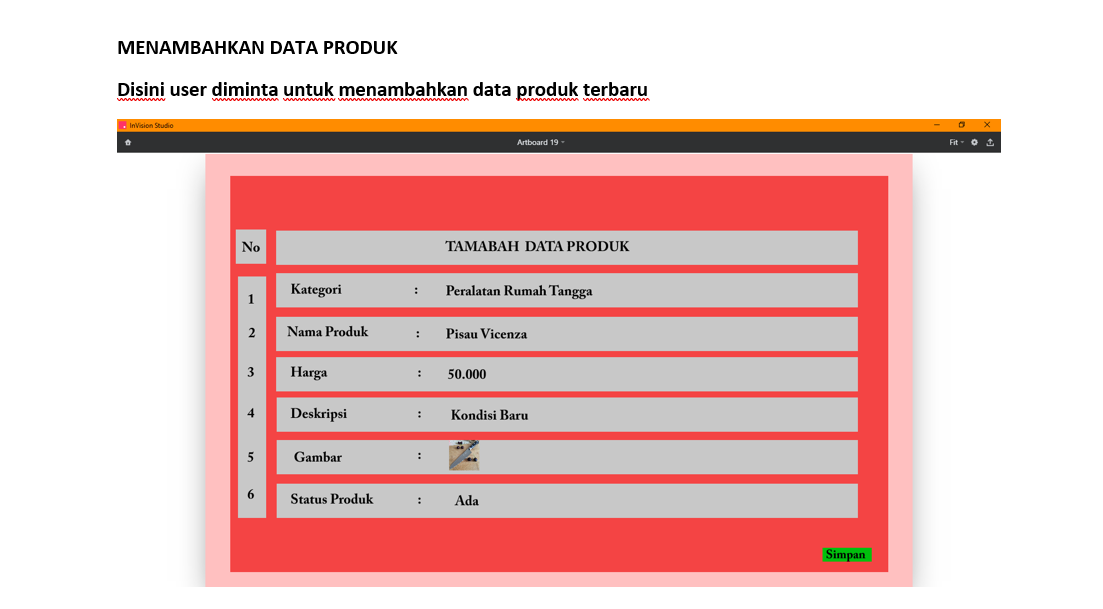 MENAMBAHKAN DATA PRODUK
Disini user diminta untuk menambahkan data produk terbaru
InVision Studio
Artboard 19
Fit
No TAMABAH DATA PRODUK
1 Kategori : Peralatan Rumah Tangga
2 Nama Produk : Pisau Vicenza
3 Harga : 50.000
4 Deskripsi : Kondisi Baru
5 Gambar :
6 Status Produk : Ada
Simpan